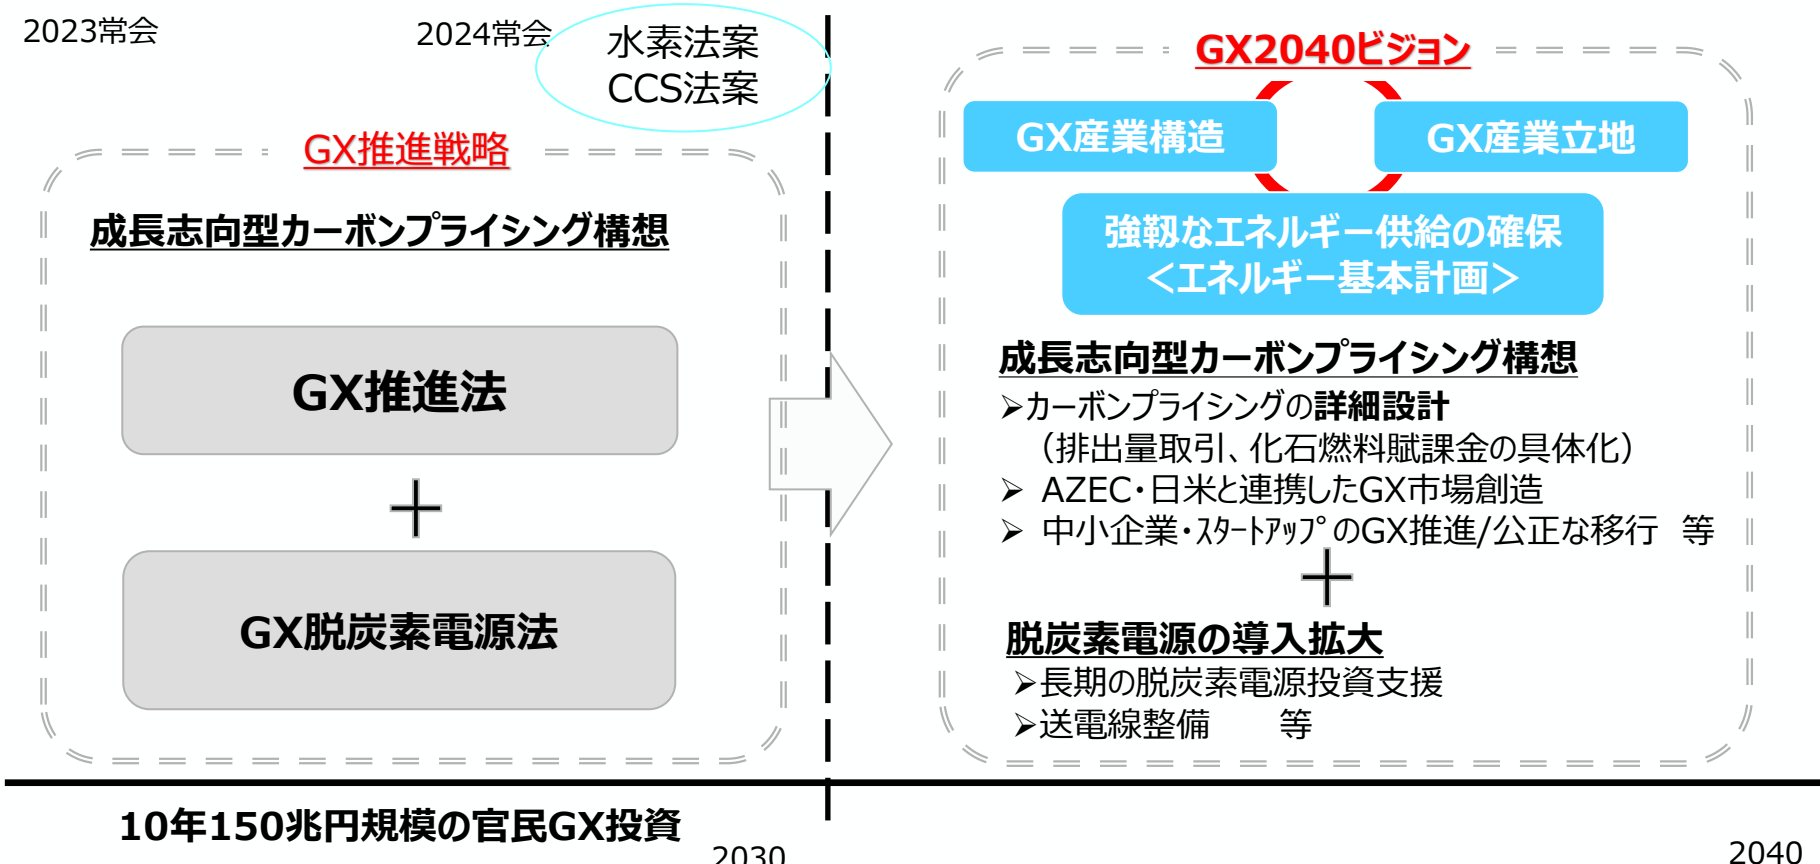 2023常会
2024常会
水素法案
CCS法案
GX推進戦略
成長志向型カーボンプライシング構想
GX推進法
＋
GX脱炭素電源法
10年150兆円規模の官民GX投資
2030
GX2040ビジョン
GX産業構造
GX産業立地
強靱なエネルギー供給の確保
＜エネルギー基本計画＞
成長志向型カーボンプライシング構想
➢カーボンプライシングの詳細設計
（排出量取引、化石燃料賦課金の具体化）
➢ AZEC・日米と連携したGX市場創造
➢ 中小企業・ｽﾀｰﾄｱｯﾌﾟのGX推進/公正な移行　等
＋
脱炭素電源の導入拡大
➢長期の脱炭素電源投資支援
➢送電線整備　　等
2040